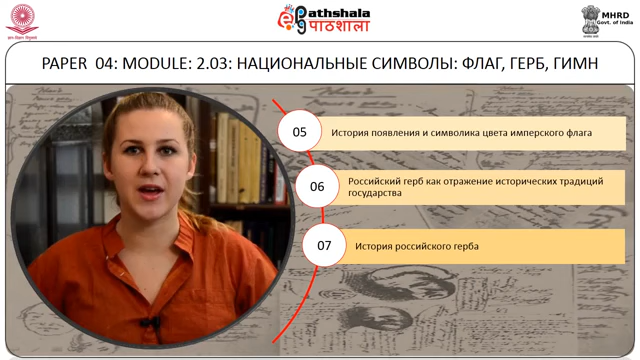 Pathshala
पाठशाला
MHRD
Govt. of India
PAPER 04: MODULE: 2.03: НАЦИОНАЛЬНЫЕ СИМВОЛЫ: ФЛАГ, ГЕРБ, ГИМН
05
История появления и символика цвета имперского флага
06
Российский герб как отражение исторических традиций
государства
07
История российского герба